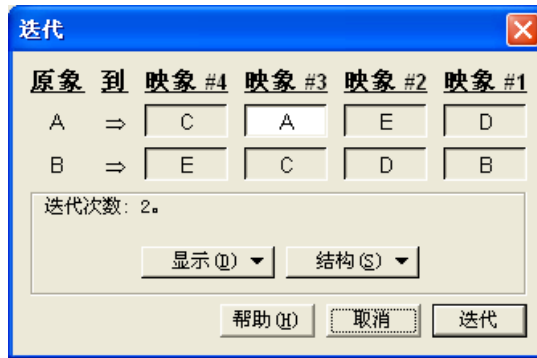 迭代
原象 到 映象 #4 映象 #3 映象 #2 映象 #1
A ⇒ C A E D
B ⇒ E C D B
迭代次数: 2。
显示(D) 结构(S)
帮助(H) 取消 迭代